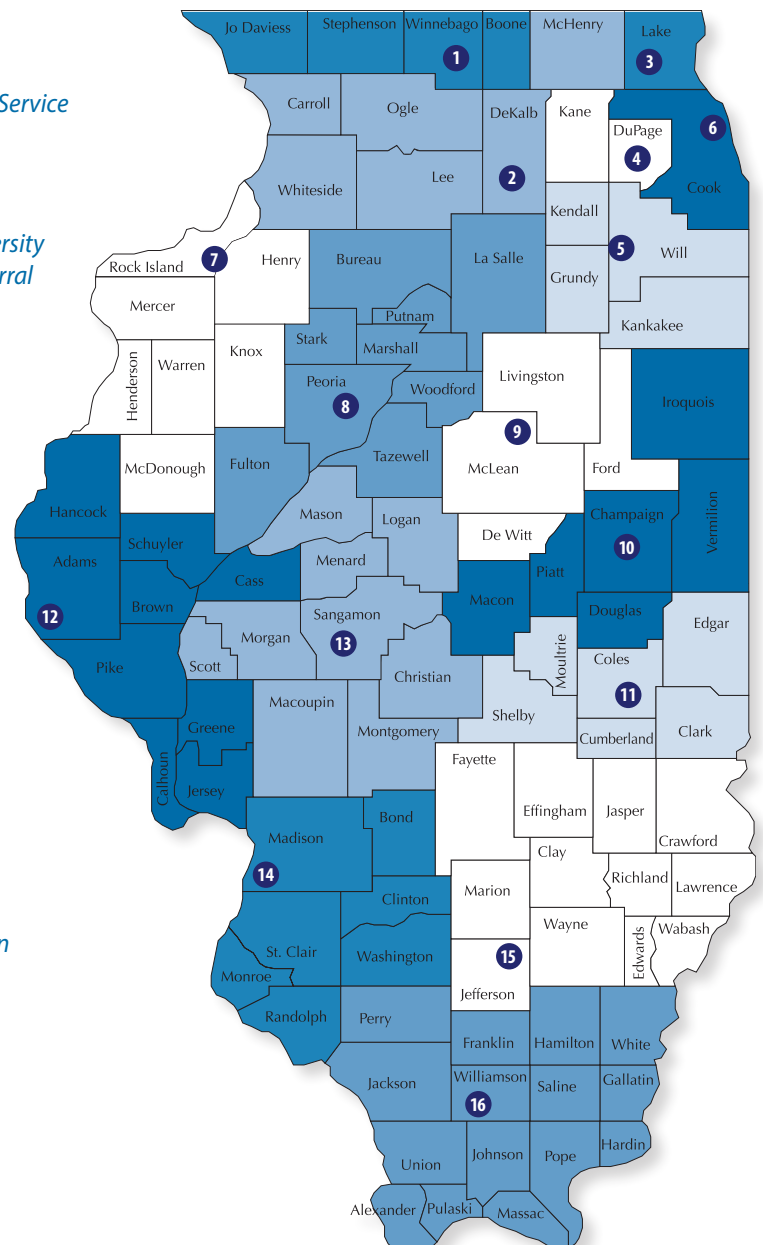 Jo Daviess
Stephenson
Winnebago
Boone
McHenry
Lake
1
3
Service
Carroll
Ogle
DeKalb
Kane
DuPage
6
4
Cook
Whiteside
Lee
2
Kendall
ersity
rral
7
Rock Island
Henry
Bureau
La Salle
5
Will
Grundy
Mercer
Putnam
Kankakee
Stark
Marshall
Henderson
Warren
Knox
Peoria
8
Woodford
Livingston
Iroquois
9
McDonough
Fulton
Tazewell
McLean
Ford
Hancock
Mason
Logan
Champaign
Vermilion
Schuyler
De Witt
10
Adams
Menard
Piatt
Cass
12
Brown
Sangamon
Macon
Douglas
Edgar
Morgan
13
Pike
Scott
Christian
Moultrie
Coles
11
Macoupin
Shelby
Greene
Montgomery
Cumberland
Clark
Calhoun
Jersey
Fayette
Effingham
Jasper
Bond
Madison
Crawford
Clay
14
Marion
Richland
Lawrence
Clinton
Wayne
Edwards
Wabash
n
St. Clair
Washington
15
Monroe
Jefferson
Randolph
Perry
Franklin
Hamilton
White
Jackson
Williamson
Saline
Gallatin
16
Hardin
Union
Johnson
Pope
Alexander
Pulaski
Massac